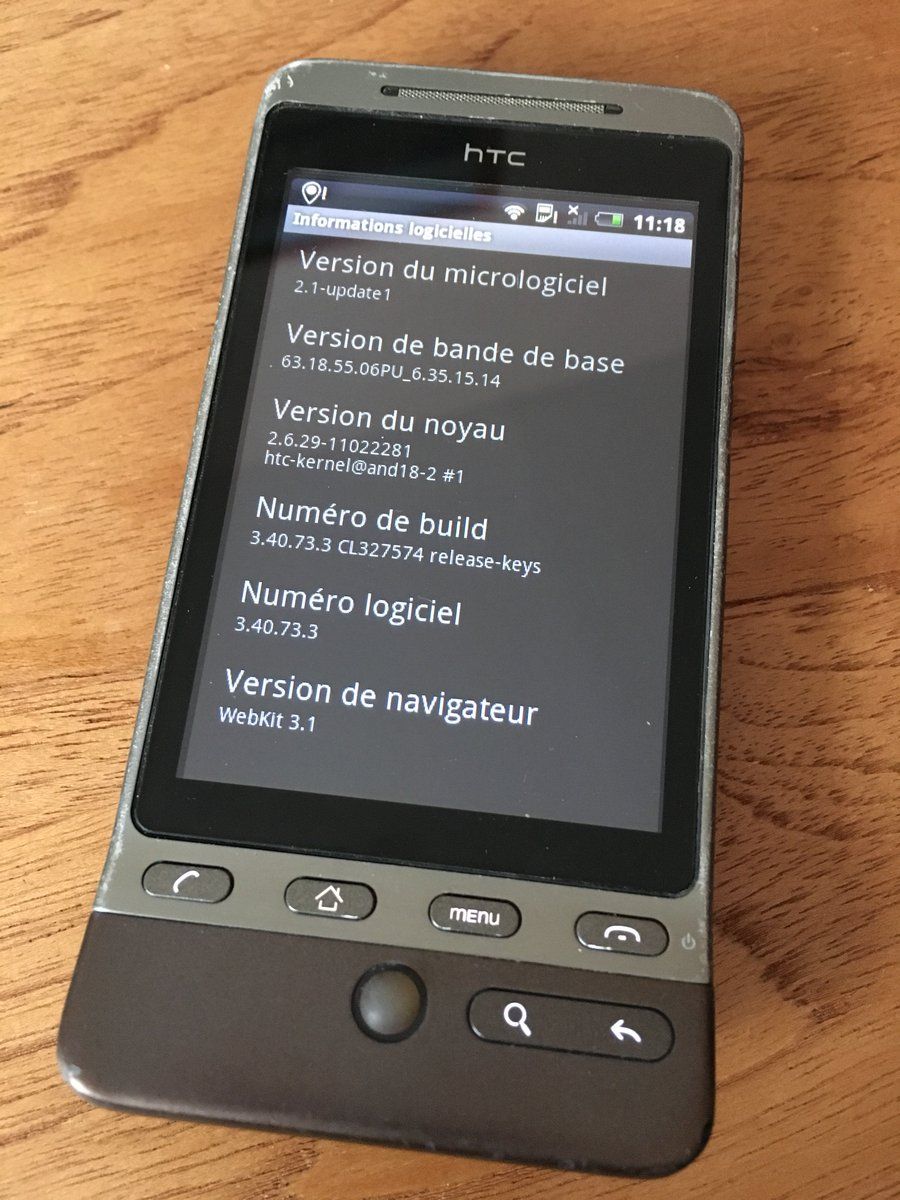 hTC
11:18
Informations logicielles
Version du micrologiciel
2.1-update1
Version de bande de base
63.18.55.06PU_6.35.15.14
Version du noyau
2.6.29-11022281
htc-kernel@and18-2 #1
Numéro de build
3.40.73.3 CL327574 release-keys
Numéro logiciel
3.40.73.3
Version de navigateur
WebKit 3.1
menu